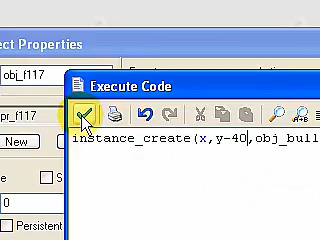 ect Properties
obj_f117
Execute Code
pr_f117
New
instance_create(x,y-40,obj_bull
S
0
Persistent